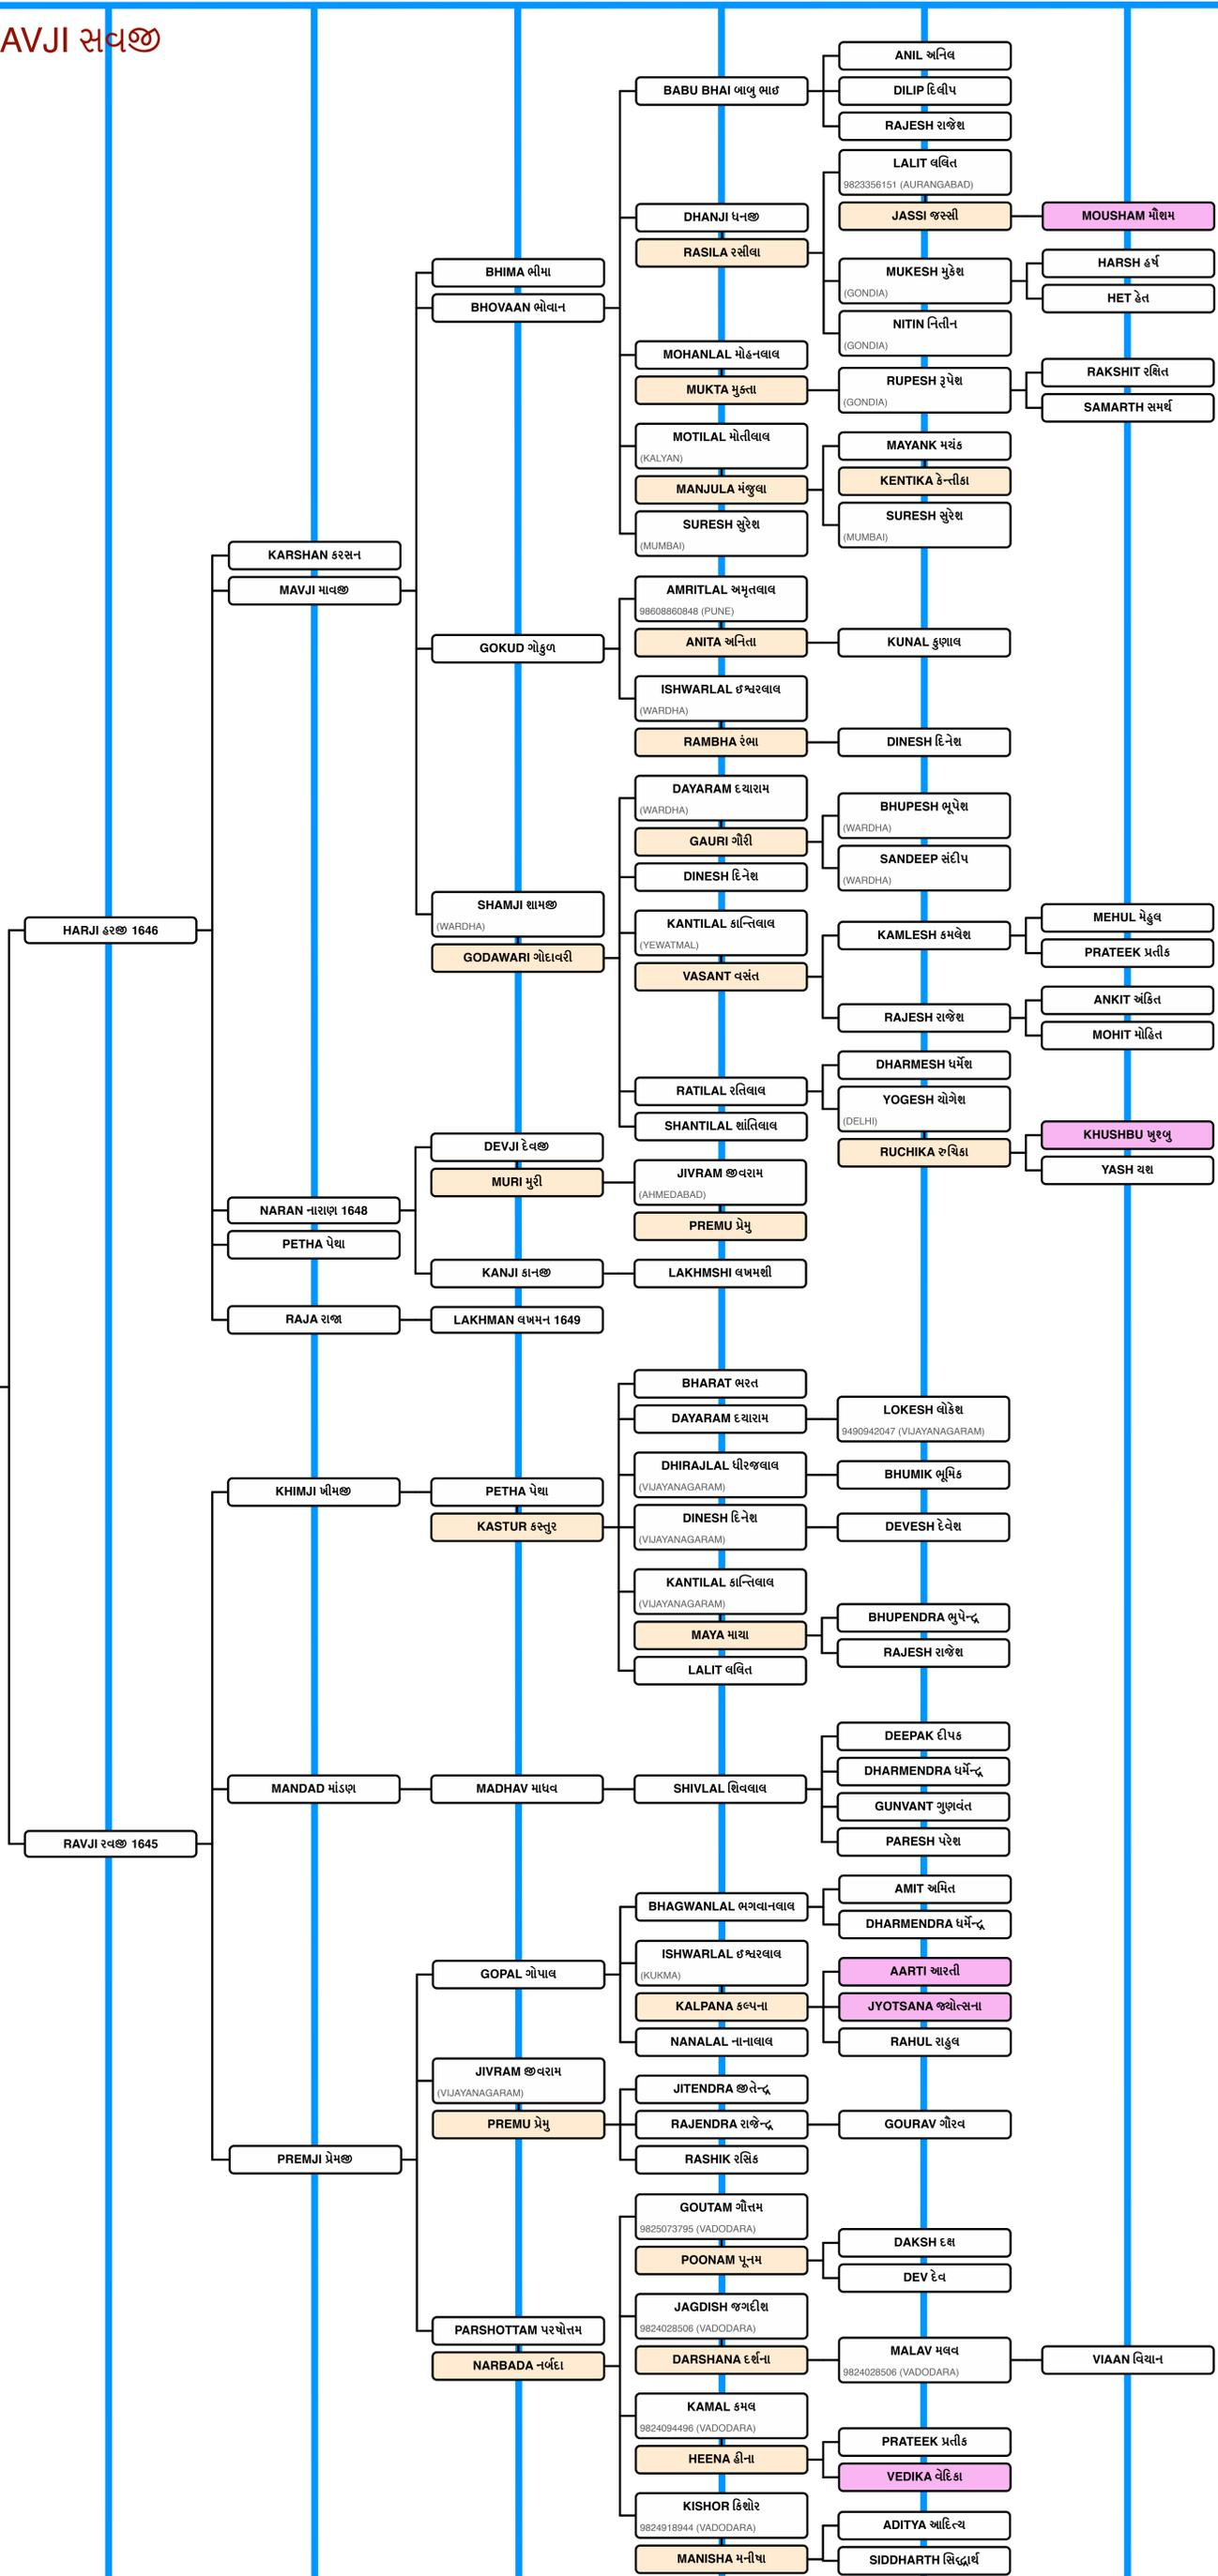 AVJI સવજી
ANIL અનિલ
BABU BHAI બાબુ ભાઈ
DILIP દિલીપ
RAJESH રાજેશ
LALIT લલિત
9823356151 (AURANGABAD)
DHANJI ધનજી
JASSI જસ્સી
MOUSHAM મૌશમ
RASILA રસીલા
HARSH હર્ષ
BHIMA ભીમા
MUKESH મુકેશ
(GONDIA)
HET હેત
BHOVAAN ભોવાન
NITIN નિતીન
(GONDIA)
MOHANLAL મોહનલાલ
RAKSHIT રક્ષિત
MUKTA મુક્તા
RUPESH રૂપેશ
(GONDIA)
SAMARTH સમર્થ
MOTILAL મોતીલાલ
(KALYAN)
MAYANK મયંક
KENTIKA કેન્તીકા
MANJULA મંજુલા
SURESH સુરેશ
(MUMBAI)
SURESH સુરેશ
(MUMBAI)
KARSHAN કરસન
MAVJI માવજી
AMRITLAL અમૃતલાલ
98608860848 (PUNE)
GOKUD ગોકુળ
ANITA અનિતા
KUNAL કુણાલ
ISHWARLAL ઈશ્વરલાલ
(WARDHA)
RAMBHA રંભા
DINESH દિનેશ
DAYARAM દયારામ
(WARDHA)
BHUPESH ભૂપેશ
(WARDHA)
GAURI ગૌરી
SANDEEP સંદીપ
(WARDHA)
DINESH દિનેશ
SHAMJI શામજી
(WARDHA)
KANTILAL કાન્તિલાલ
(YEWATMAL)
MEHUL મેહુલ
HARJI હરજી 1646
KAMLESH કમલેશ
GODAWARI ગોદાવરી
PRATEEK પ્રતીક
VASANT વસંત
ANKIT અંકિત
RAJESH રાજેશ
MOHIT મોહિત
DHARMESH ધર્મેશ
RATILAL રતિલાલ
YOGESH યોગેશ
(DELHI)
SHANTILAL શાંતિલાલ
KHUSHBU ખુશ્બુ
DEVJI દેવજી
RUCHIKA રુચિકા
YASH યશ
MURI મુરી
JIVRAM જીવરામ
(AHMEDABAD)
NARAN નારાણ 1648
PREMU પ્રેમુ
PETHA પેથા
KANJI કાનજી
LAKHMSHI લખમશી
RAJA રાજા
LAKHMAN લખમન 1649
BHARAT ભરત
DAYARAM દયારામ
LOKESH લોકેશ
9490942047 (VIJAYANAGARAM)
DHIRAJLAL ધીરજલાલ
(VIJAYANAGARAM)
BHUMIK ભૂમિક
KHIMJI ખીમજી
PETHA પેથા
KASTUR કસ્તુર
DINESH દિનેશ
(VIJAYANAGARAM)
DEVESH દેવેશ
KANTILAL કાન્તિલાલ
(VIJAYANAGARAM)
BHUPENDRA ભુપેન્દ્ર
MAYA માયા
RAJESH રાજેશ
LALIT લલિત
DEEPAK દીપક
DHARMENDRA ધર્મેન્દ્ર
MANDAD માંડણ
MADHAV માધવ
SHIVLAL શિવલાલ
GUNVANT ગુણવંત
RAVJI રવજી 1645
PARESH પરેશ
AMIT અમિત
BHAGWANLAL ભગવાનલાલ
DHARMENDRA ધર્મેન્દ્ર
ISHWARLAL ઈશ્વરલાલ
(KUKMA)
GOPAL ગોપાલ
AARTI આરતી
KALPANA કલ્પના
JYOTSANA જ્યોત્સના
NANALAL નાનાલાલ
RAHUL રાહુલ
JIVRAM જીવરામ
(VIJAYANAGARAM)
JITENDRA જીતેન્દ્ર
PREMU પ્રેમુ
RAJENDRA રાજેન્દ્ર
GOURAV ગૌરવ
PREMJI પ્રેમજી
RASHIK રસિક
GOUTAM ગૌત્તમ
9825073795 (VADODARA)
DAKSH દક્ષ
POONAM પૂનમ
DEV દેવ
JAGDISH જગદીશ
9824028506 (VADODARA)
PARSHOTTAM પરષોત્તમ
NARBADA નર્બદા
DARSHANA દર્શના
MALAV મલવ
9824028506 (VADODARA)
VIAAN વિયાન
KAMAL કમલ
9824094496 (VADODARA)
PRATEEK પ્રતીક
HEENA હીના
VEDIKA વેદિકા
KISHOR કિશોર
9824918944 (VADODARA)
ADITYA આદિત્ય
MANISHA મનીષા
SIDDHARTH સિદ્ધાર્થ